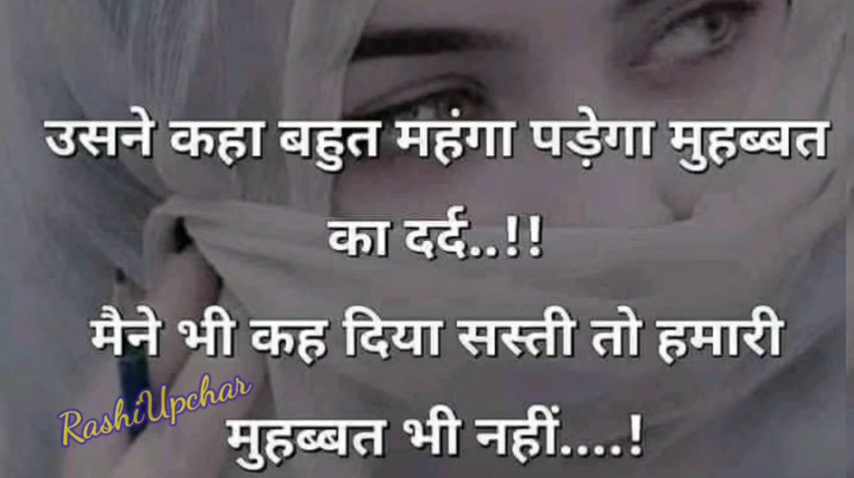 उसने कहा बहुत महंगा पड़ेगा मुहब्बत
का दर्द..!!
मैने भी कह दिया सस्ती तो हमारी
RashiUpchar
मुहब्बत भी नहीं....!